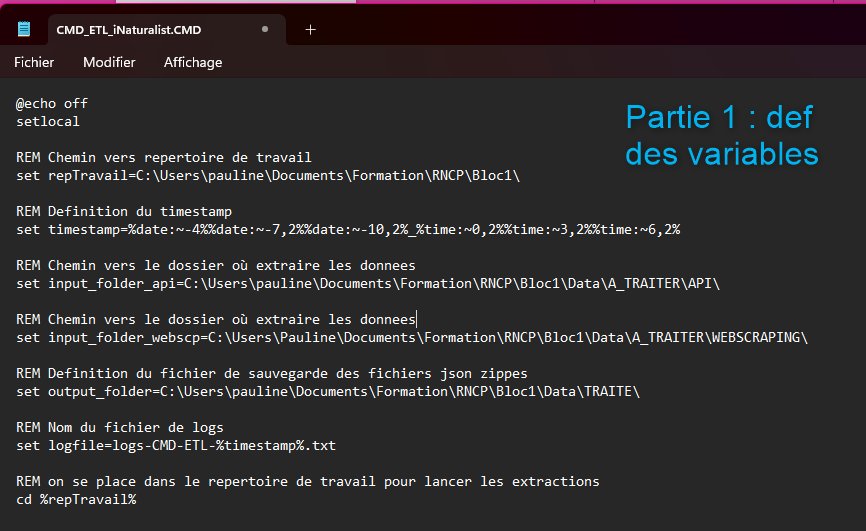 CMD_ETL_iNaturalist.CMD
Fichier Modifier Affichage
@echo off
setlocal
REM Chemin vers repertoire de travail
set repTravail=C:\Users\pauline\Documents\Formation\RNCP\Bloc1\
REM Definition du timestamp
set timestamp=%date:~-4%%date:~-7,2%%date:~-10,2%_%time:~0,2%%time:~3,2%%time:~6,2%
REM Chemin vers le dossier où extraire les donnees
set input_folder_api=C:\Users\pauline\Documents\Formation\RNCP\Bloc1\Data\A_TRAITER\API\
REM Chemin vers le dossier où extraire les donnees
set input_folder_webscp=C:\Users\Pauline\Documents\Formation\RNCP\Bloc1\Data\A_TRAITER\WEBSCRAPING\
REM Definition du fichier de sauvegarde des fichiers json zippes
set output_folder=C:\Users\pauline\Documents\Formation\RNCP\Bloc1\Data\TRAITE\
REM Nom du fichier de logs
set logfile=logs-CMD-ETL-%timestamp%.txt
REM on se place dans le repertoire de travail pour lancer les extractions
cd %repTravail%
Partie 1 : def
des variables